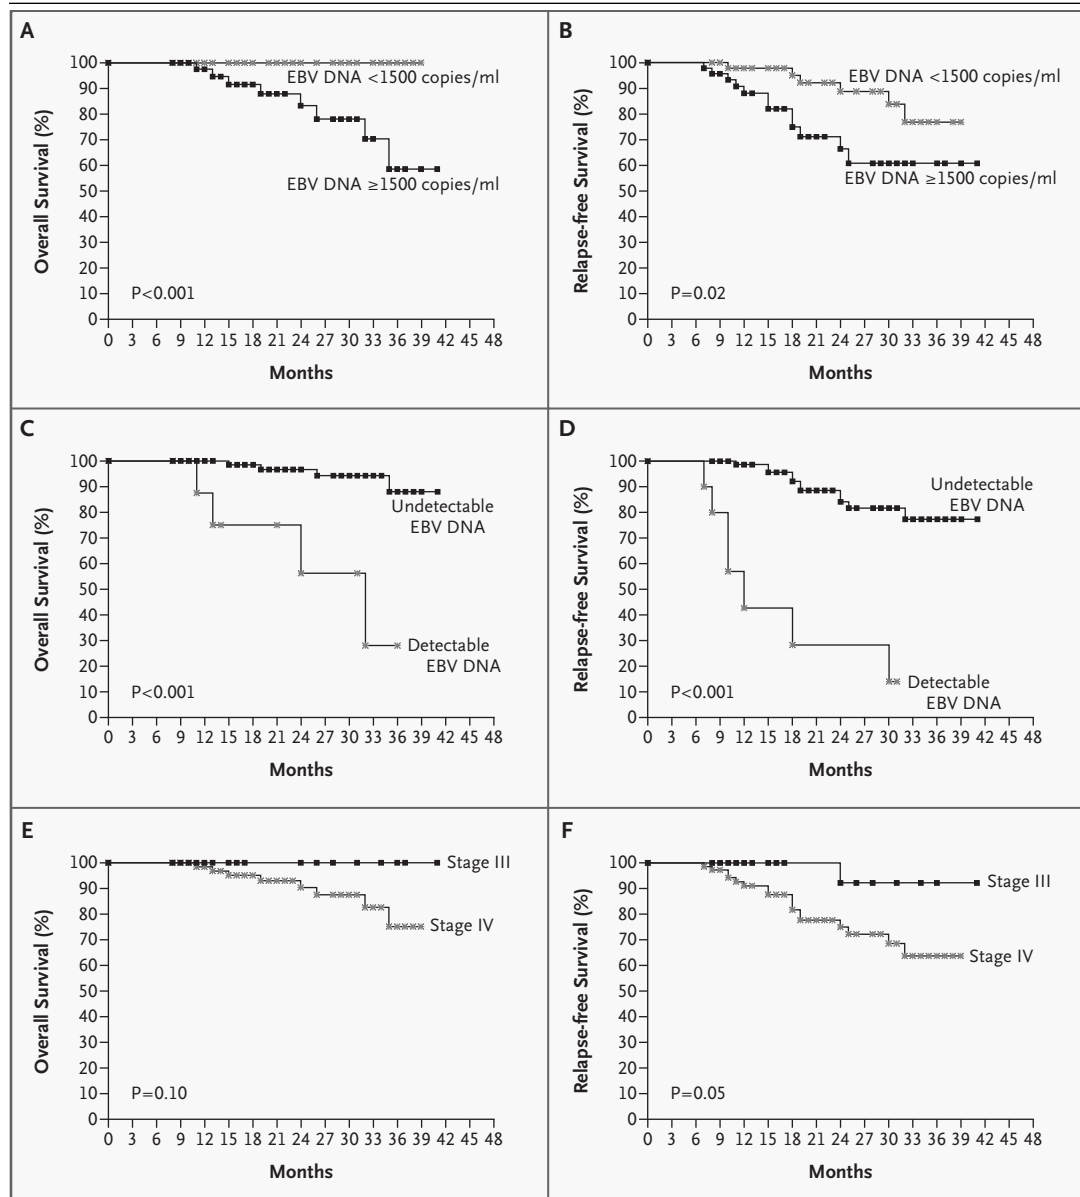 A
Overall Survival (%)
100
90
80
70
60
50
40
30
20
10
0
EBV DNA <1500 copies/ml
EBV DNA ≥1500 copies/ml
P<0.001
0 3 6 9 12 15 18 21 24 27 30 33 36 39 42 45 48
Months
B
Relapse-free Survival (%)
100
90
80
70
60
50
40
30
20
10
0
EBV DNA <1500 copies/ml
EBV DNA ≥1500 copies/ml
P=0.02
0 3 6 9 12 15 18 21 24 27 30 33 36 39 42 45 48
Months
C
Overall Survival (%)
100
90
80
70
60
50
40
30
20
10
0
Undetectable
EBV DNA
Detectable
EBV DNA
P<0.001
0 3 6 9 12 15 18 21 24 27 30 33 36 39 42 45 48
Months
D
Relapse-free Survival (%)
100
90
80
70
60
50
40
30
20
10
0
Undetectable
EBV DNA
Detectable
EBV DNA
P<0.001
0 3 6 9 12 15 18 21 24 27 30 33 36 39 42 45 48
Months
E
Overall Survival (%)
100
90
80
70
60
50
40
30
20
10
0
Stage III
Stage IV
P=0.10
0 3 6 9 12 15 18 21 24 27 30 33 36 39 42 45 48
Months
F
Relapse-free Survival (%)
100
90
80
70
60
50
40
30
20
10
0
Stage III
Stage IV
P=0.05
0 3 6 9 12 15 18 21 24 27 30 33 36 39 42 45 48
Months